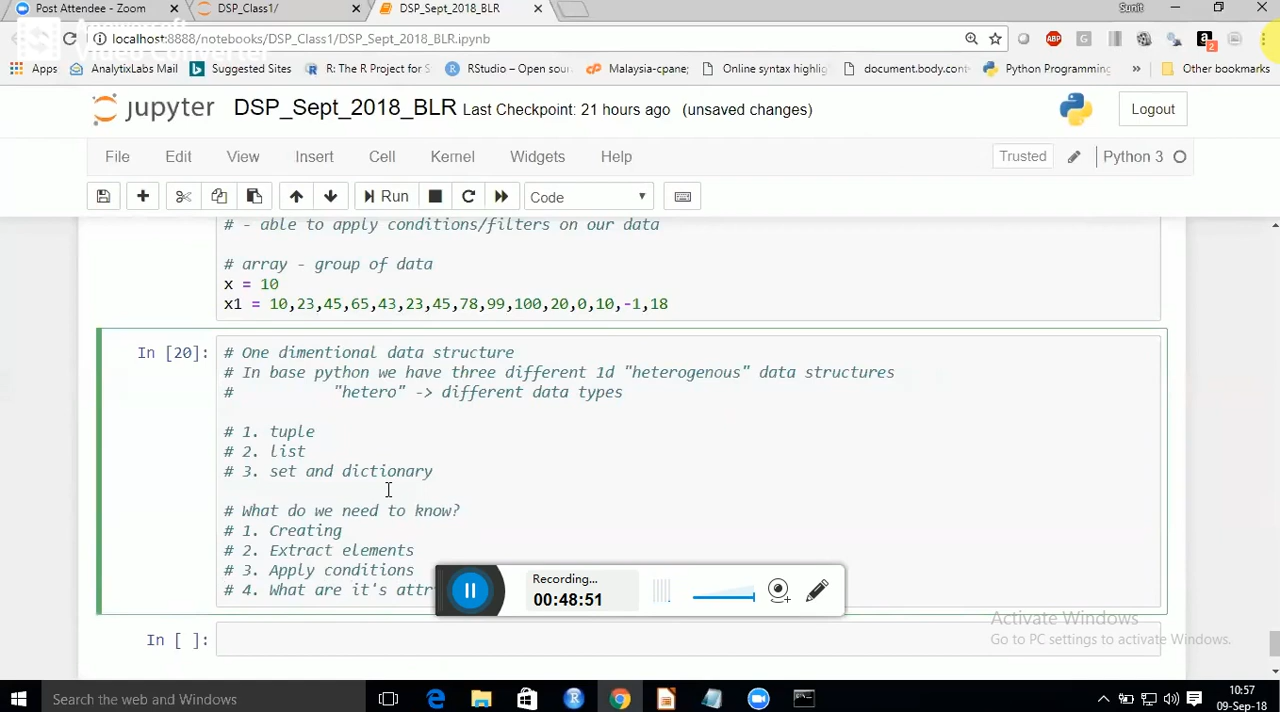 Post Attendee - Zoom
DSP_Class1/
DSP_Sept_2018_BLR
Sunit
localhost:8888/notebooks/DSP_Class1/DSP_Sept_2018_BLR.ipynb
Apps
AnalytixLabs Mail
Suggested Sites
R: The R Project for S
RStudio – Open sour
Malaysia-cpane;
Online syntax highlig
document.body.cont
Python Programming
»
Other bookmarks
jupyter DSP_Sept_2018_BLR Last Checkpoint: 21 hours ago (unsaved changes)
Logout
File Edit View Insert Cell Kernel Widgets Help
Trusted
Python 3
Run
Code
# - able to apply conditions/filters on our data
# array - group of data
x = 10
x1 = 10,23,45,65,43,23,45,78,99,100,20,0,10,-1,18
In [20]:
# One dimentional data structure
# In base python we have three different 1d "heterogenous" data structures
# "hetero" -> different data types
# 1. tuple
# 2. list
# 3. set and dictionary
# What do we need to know?
# 1. Creating
# 2. Extract elements
# 3. Apply conditions
# 4. What are it's attr
Recording...
00:48:51
In [ ]:
Activate Windows
Go to PC settings to activate Windows.
Search the web and Windows
10:57
09-Sep-18